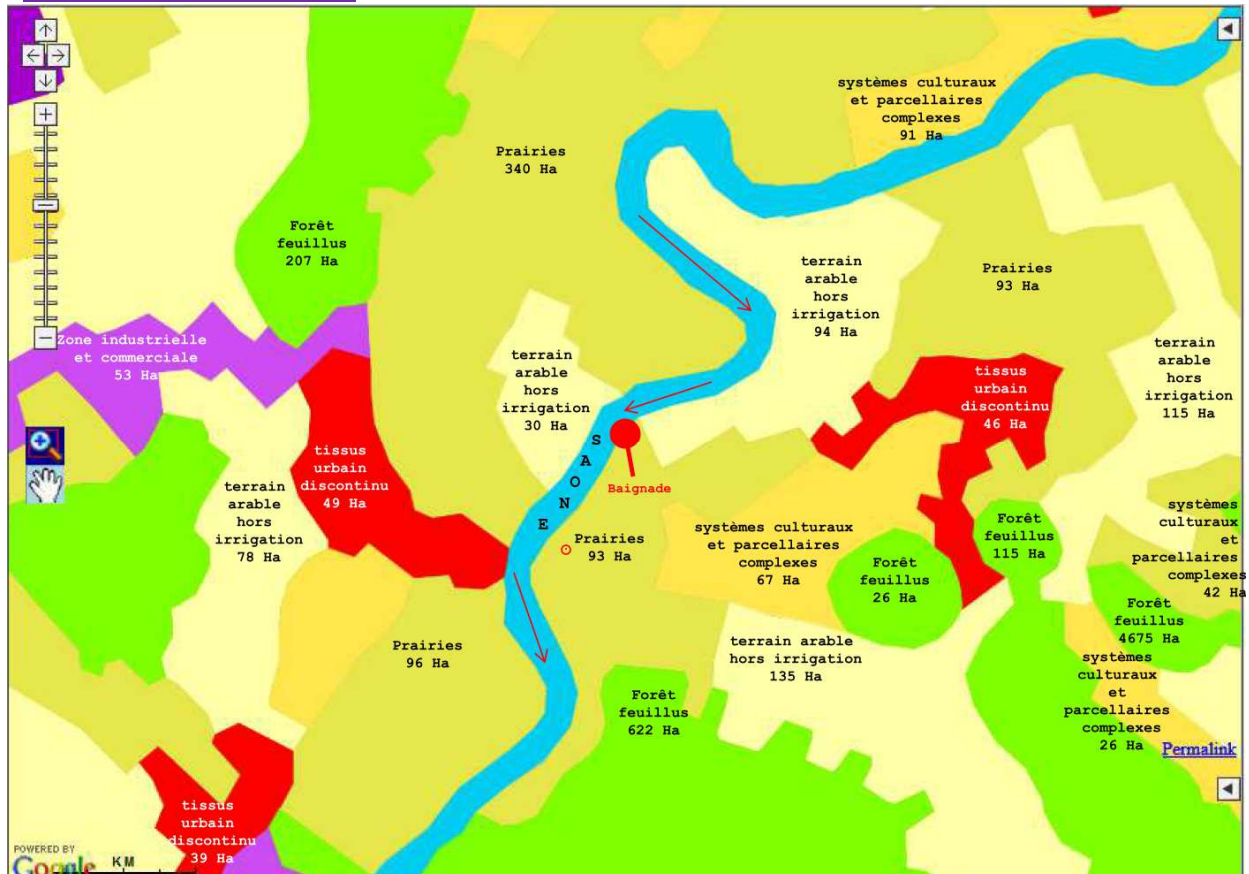 systèmes culturaux
et parcellaires
complexes
91 Ha
Prairies
340 Ha
Forêt
feuillus
207 Ha
terrain
arable
hors
irrigation
94 Ha
Prairies
93 Ha
Zone industrielle
et commerciale
53 Ha
terrain
arable
hors
irrigation
30 Ha
terrain
arable
hors
irrigation
115 Ha
tissus
urbain
discontinu
46 Ha
tissus
urbain
discontinu
49 Ha
SAONE
Baignade
terrain
arable
hors
irrigation
78 Ha
Prairies
93 Ha
systèmes culturaux
et parcellaires
complexes
67 Ha
Forêt
feuillus
26 Ha
Forêt
feuillus
115 Ha
systèmes
culturaux
et
parcellaires
complexes
42 Ha
Forêt
feuillus
4675 Ha
Prairies
96 Ha
terrain arable
hors irrigation
135 Ha
Forêt
feuillus
622 Ha
systèmes
culturaux
et
parcellaires
complexes
26 Ha
Permalink
tissus
urbain
discontinu
39 Ha
POWERED BY
Google
KM